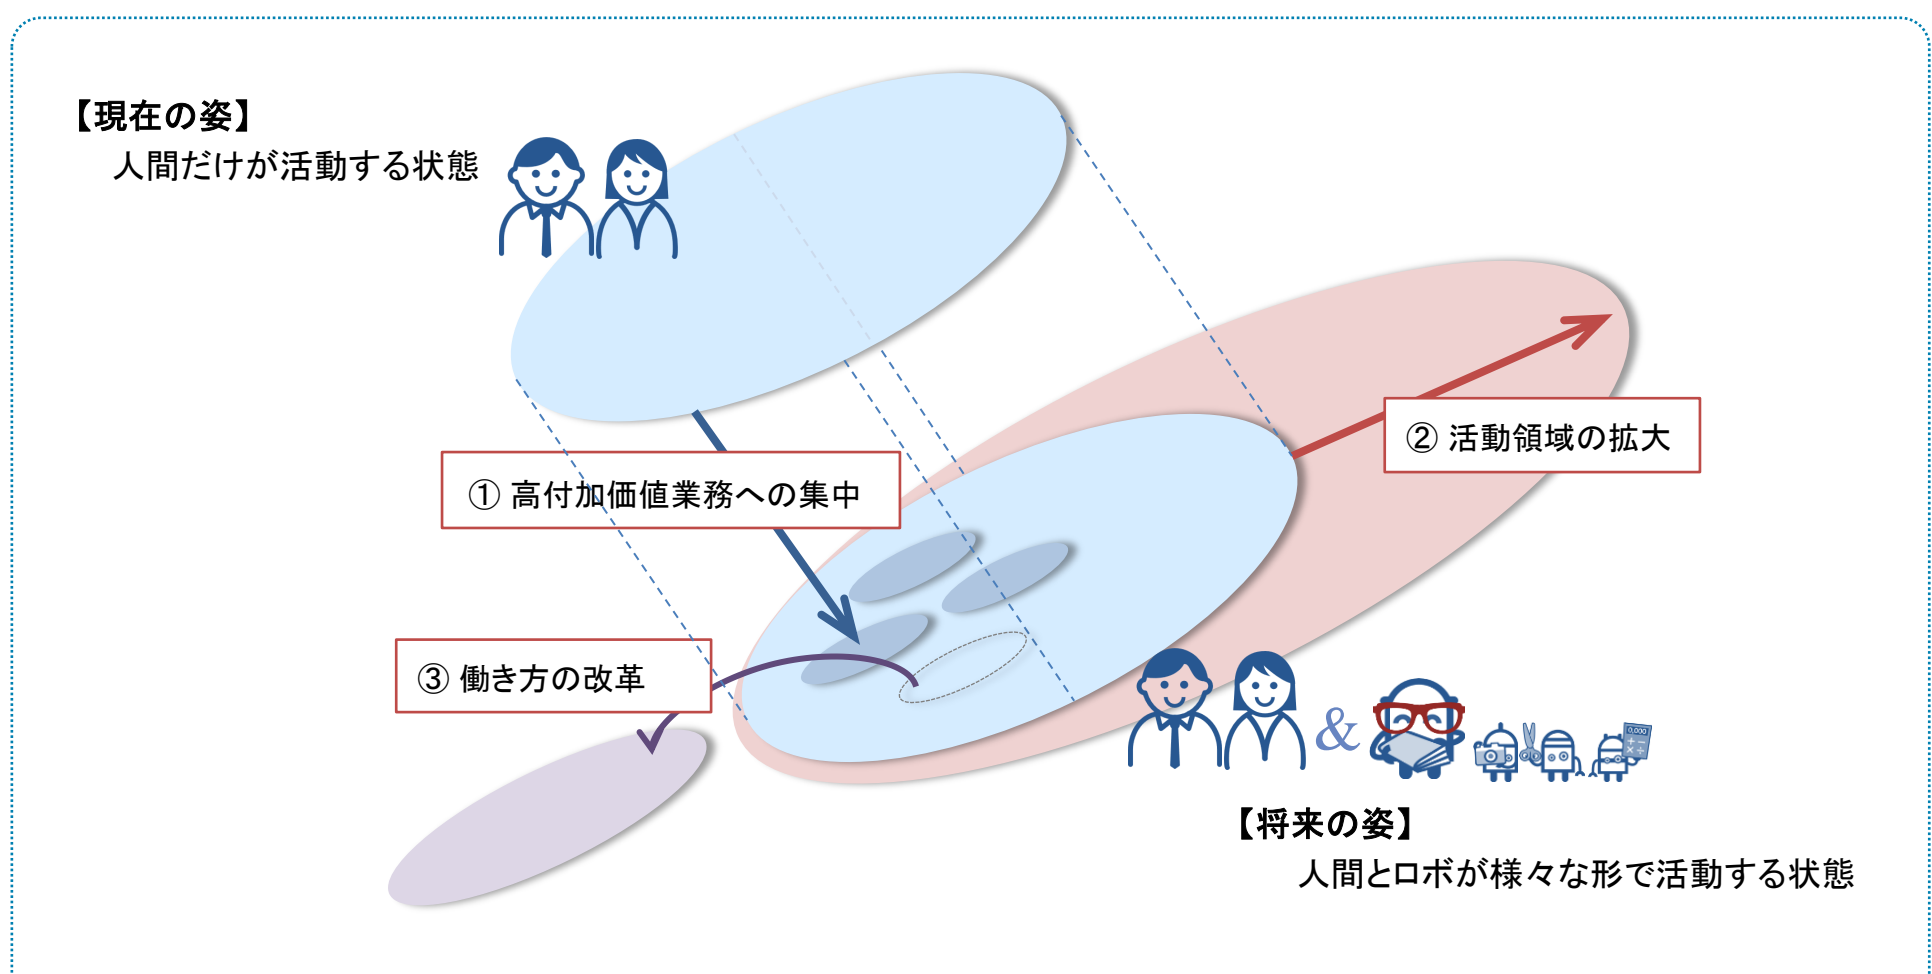 【現在の姿】
人間だけが活動する状態
① 高付加価値業務への集中
② 活動領域の拡大
③ 働き方の改革
&
0,000
+ −
× ÷
【将来の姿】
人間とロボが様々な形で活動する状態